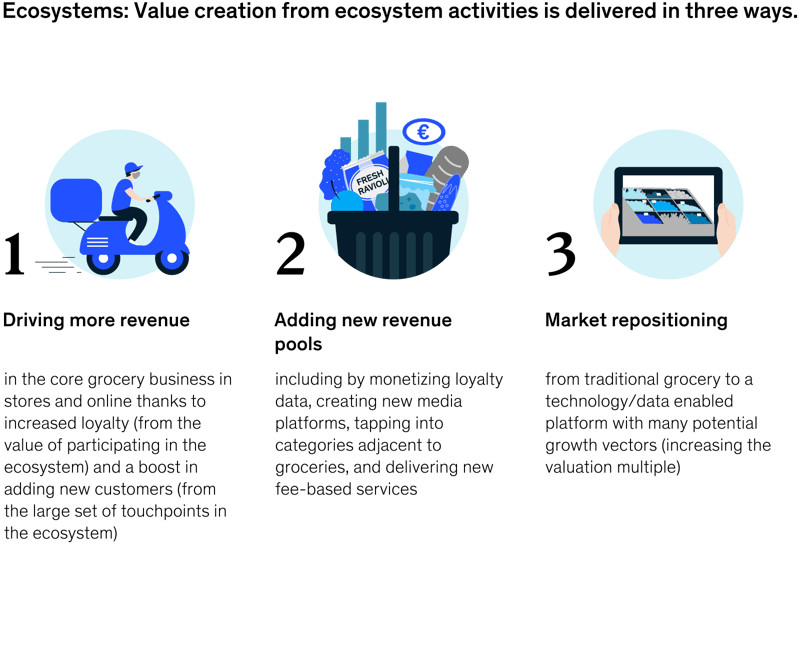 Ecosystems: Value creation from ecosystem activities is delivered in three ways.
1
Driving more revenue
in the core grocery business in
stores and online thanks to
increased loyalty (from the
value of participating in the
ecosystem) and a boost in
adding new customers (from
the large set of touchpoints in
the ecosystem)
€
FRESH
RAVIOLI
2
Adding new revenue
pools
including by monetizing loyalty
data, creating new media
platforms, tapping into
categories adjacent to
groceries, and delivering new
fee-based services
3
Market repositioning
from traditional grocery to a
technology/data enabled
platform with many potential
growth vectors (increasing the
valuation multiple)